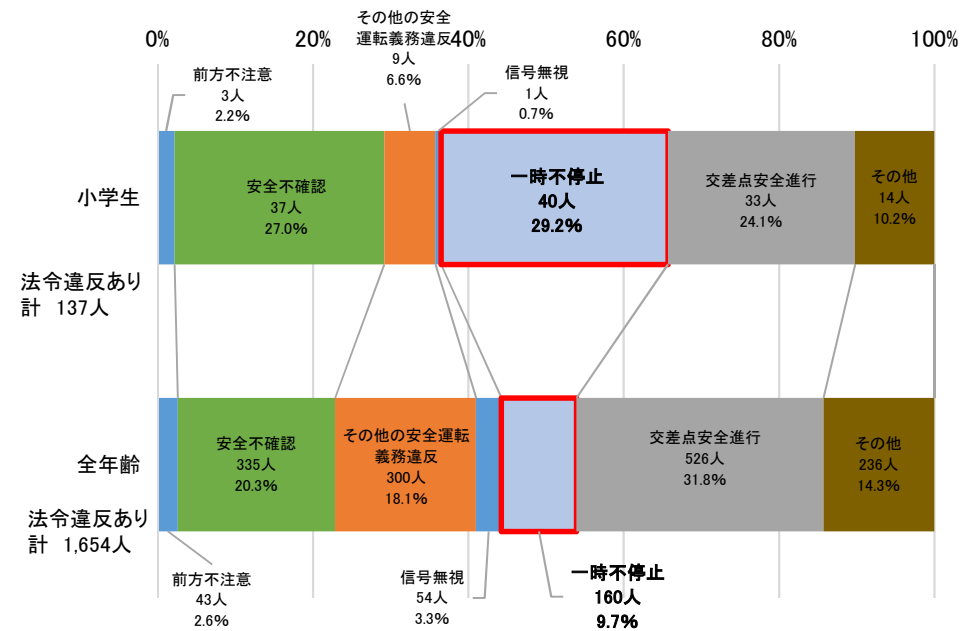 0%
20%
40%
60%
80%
100%
その他の安全
運転義務違反
9人
6.6%
前方不注意
3人
2.2%
信号無視
1人
0.7%
小学生
安全不確認
37人
27.0%
一時不停止
40人
29.2%
交差点安全進行
33人
24.1%
その他
14人
10.2%
法令違反あり
計 137人
全年齢
安全不確認
335人
20.3%
その他の安全運転
義務違反
300人
18.1%
交差点安全進行
526人
31.8%
その他
236人
14.3%
法令違反あり
計 1,654人
前方不注意
43人
2.6%
信号無視
54人
3.3%
一時不停止
160人
9.7%